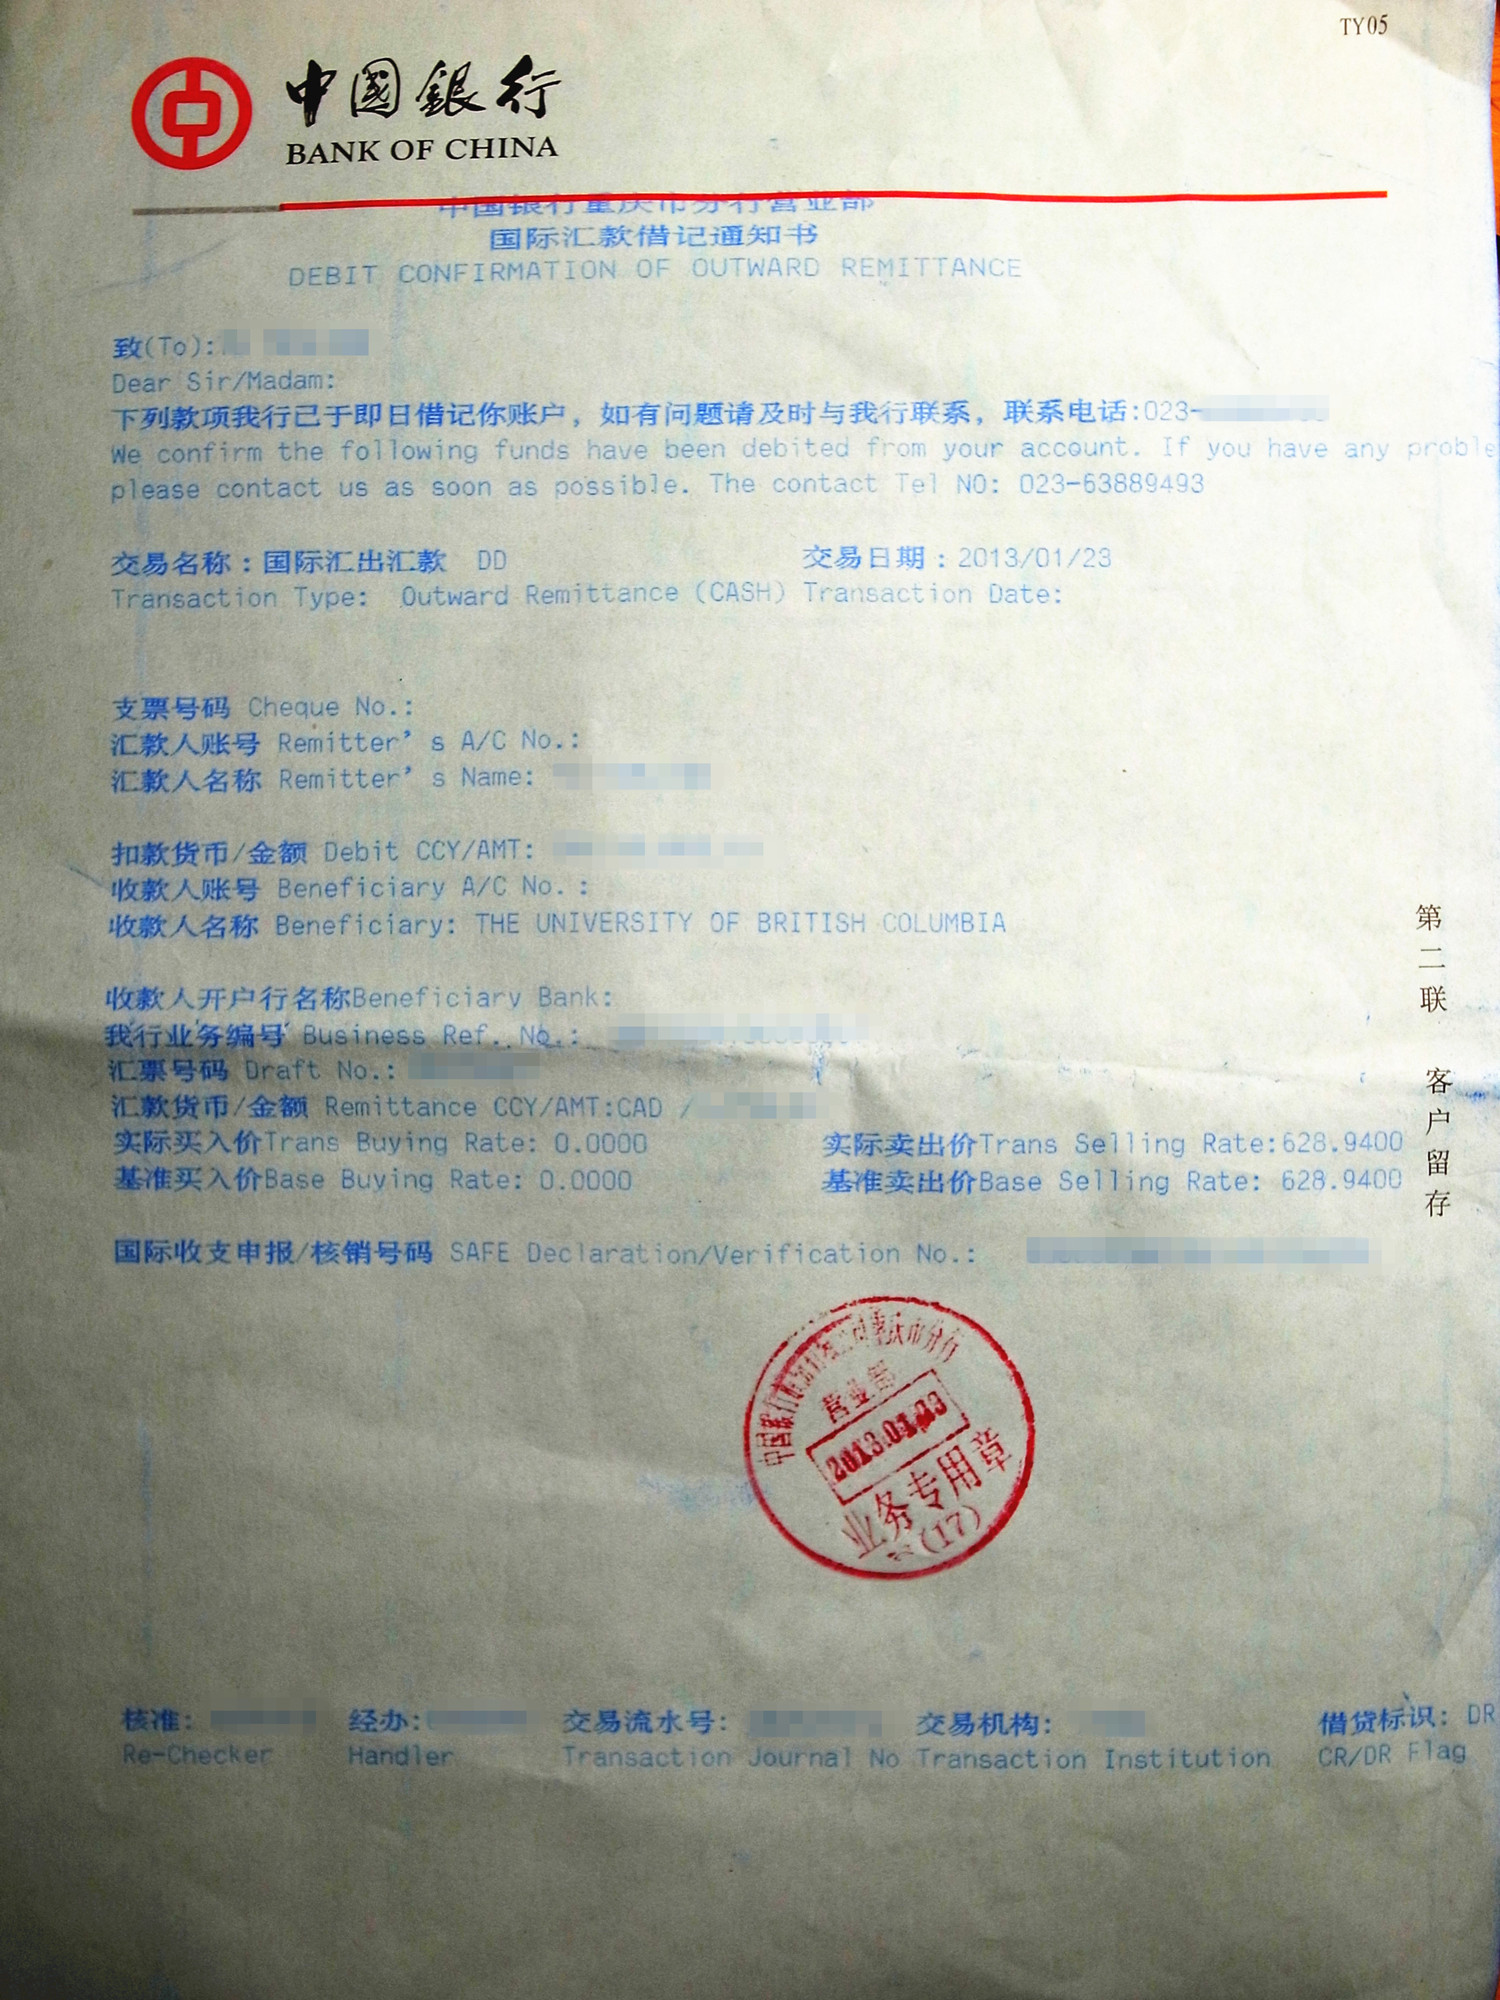 TY05
中国銀行
BANK OF CHINA
中国银行重庆市分行营业部
国际汇款借记通知书
DEBIT CONFIRMATION OF OUTWARD REMITTANCE
致(To):
Dear Sir/Madam:
下列款项我行已于即日借记你账户, 如有问题请及时与我行联系, 联系电话:023-
We confirm the following funds have been debited from your account. If you have any proble
please contact us as soon as possible. The contact Tel NO: 023-63889493
交易名称:国际汇出汇款 DD 交易日期:2013/01/23
Transaction Type: Outward Remittance (CASH) Transaction Date:
支票号码 Cheque No.:
汇款人账号 Remitter's A/C No.:
汇款人名称 Remitter's Name:
扣款货币/金额 Debit CCY/AMT:
收款人账号 Beneficiary A/C No.:
收款人名称 Beneficiary: THE UNIVERSITY OF BRITISH COLUMBIA
收款人开户行名称Beneficiary Bank:
我行业务编号 Business Ref. No.:
汇票号码 Draft No.:
汇款货币/金额 Remittance CCY/AMT:CAD /
实际买入价Trans Buying Rate: 0.0000 实际卖出价Trans Selling Rate:628.9400
基准买入价Base Buying Rate: 0.0000 基准卖出价Base Selling Rate: 628.9400
国际收支申报/核销号码 SAFE Declaration/Verification No.:
第二联 客户留存
中国银行股份有限公司重庆市分行
营业部
2013.01.23
业务专用章
(17)
核准: 经办: 交易流水号: 交易机构: 借贷标识: DR
Re-Checker Handler Transaction Journal No Transaction Institution CR/DR Flag